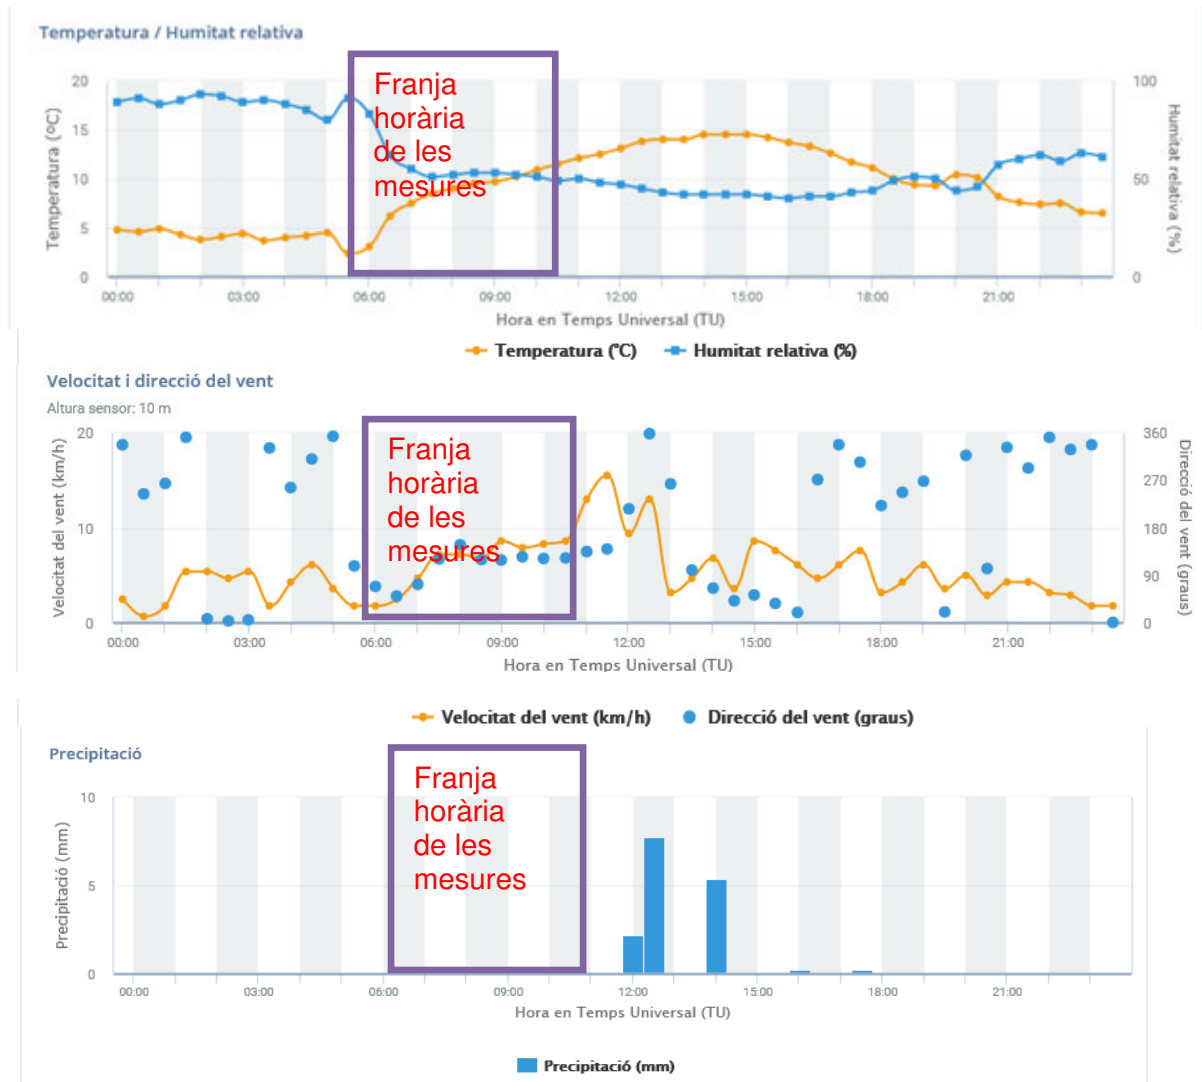 Temperatura / Humitat relativa
Franja
horària
de les
mesures
20
15
10
5
0
Temperatura (ºC)
100
50
0
Humitat relativa (%)
00:00 03:00 06:00 09:00 12:00 15:00 18:00 21:00
Hora en Temps Universal (TU)
Temperatura (°C) Humitat relativa (%)
Velocitat i direcció del vent
Altura sensor: 10 m
Franja
horària
de les
mesures
20
10
0
Velocitat del vent (km/h)
360
270
180
90
0
Direcció del vent (graus)
00:00 03:00 06:00 09:00 12:00 15:00 18:00 21:00
Hora en Temps Universal (TU)
Velocitat del vent (km/h) Direcció del vent (graus)
Precipitació
Franja
horària
de les
mesures
10
5
0
Precipitació (mm)
00:00 03:00 06:00 09:00 12:00 15:00 18:00 21:00
Hora en Temps Universal (TU)
Precipitació (mm)